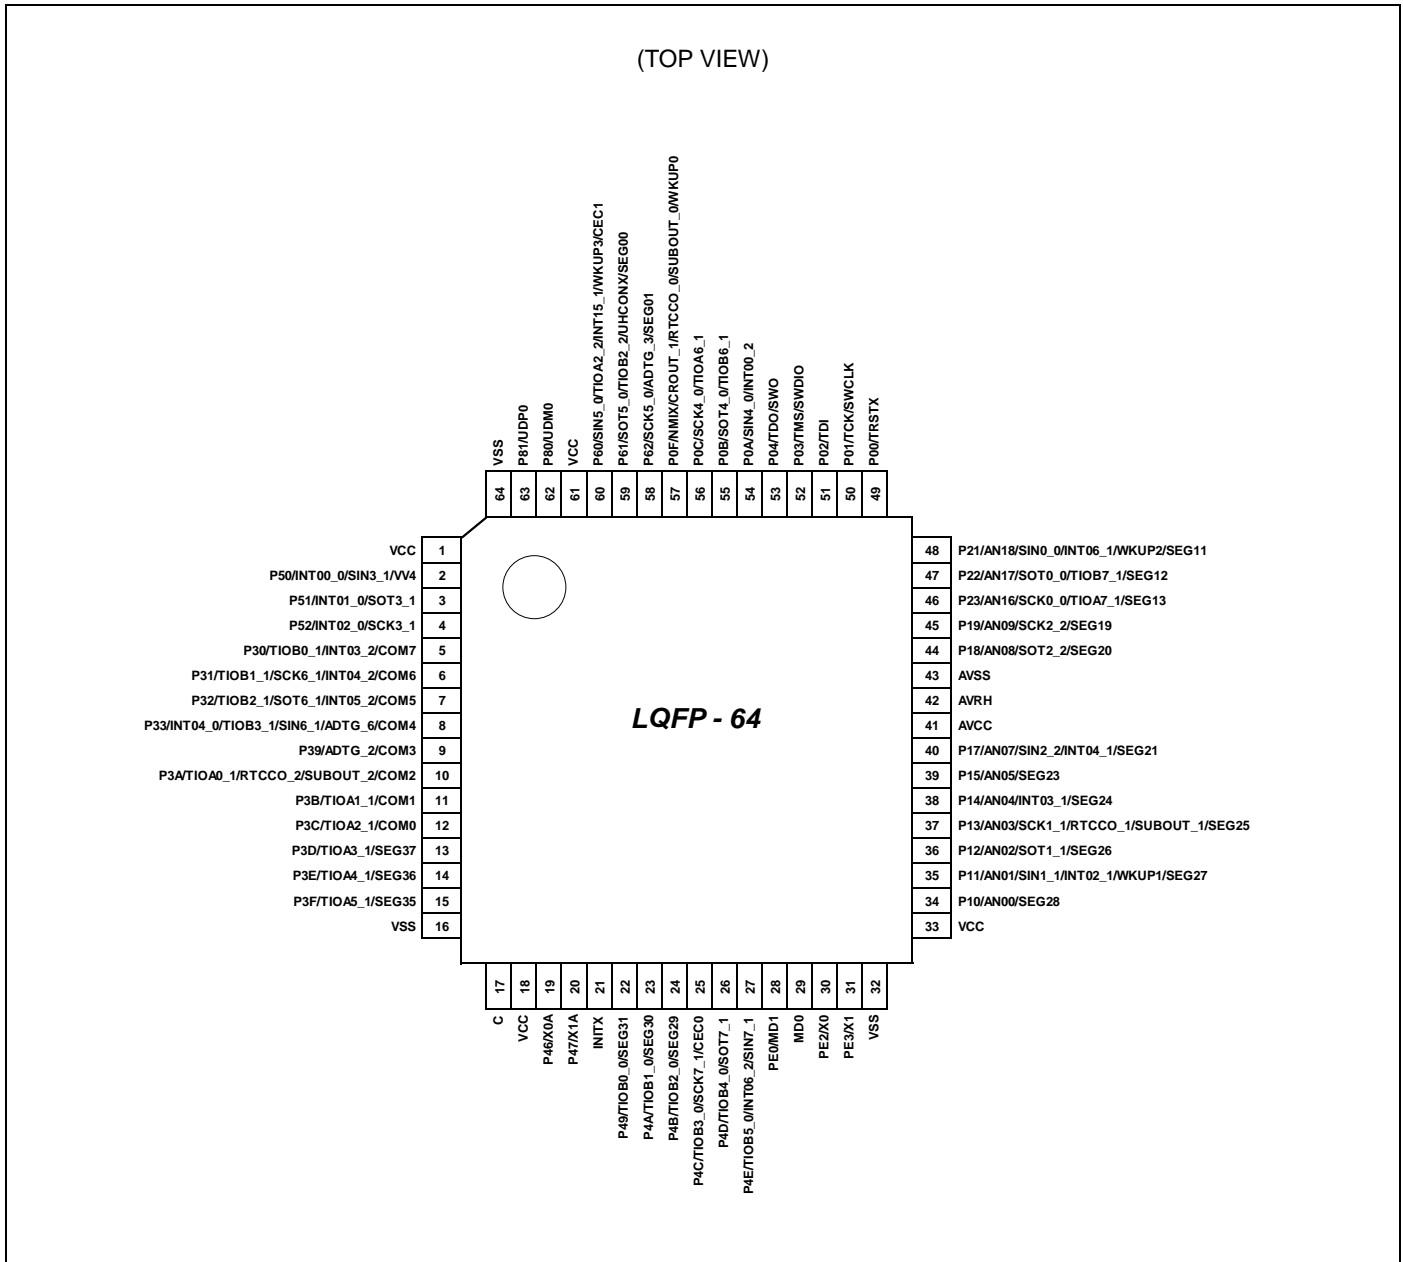 (TOP VIEW)
VSS
P81/UDP0
P80/UDM0
VCC
P60/SIN5_0/TIOA2_2/INT15_1/WKUP3/CEC1
P61/SOT5_0/TIOB2_2/UHCONX/SEG00
P62/SCK5_0/ADTG_3/SEG01
P0F/NMIX/CROUT_1/RTCCO_0/SUBOUT_0/WKUP0
P0C/SCK4_0/TIOA6_1
P0B/SOT4_0/TIOB6_1
P0A/SIN4_0/INT00_2
P04/TDO/SWO
P03/TMS/SWDIO
P02/TDI
P01/TCK/SWCLK
P00/TRSTX
64
63
62
61
60
59
58
57
56
55
54
53
52
51
50
49
VCC 1
P50/INT00_0/SIN3_1/VV4 2
P51/INT01_0/SOT3_1 3
P52/INT02_0/SCK3_1 4
P30/TIOB0_1/INT03_2/COM7 5
P31/TIOB1_1/SCK6_1/INT04_2/COM6 6
P32/TIOB2_1/SOT6_1/INT05_2/COM5 7
P33/INT04_0/TIOB3_1/SIN6_1/ADTG_6/COM4 8
P39/ADTG_2/COM3 9
P3A/TIOA0_1/RTCCO_2/SUBOUT_2/COM2 10
P3B/TIOA1_1/COM1 11
P3C/TIOA2_1/COM0 12
P3D/TIOA3_1/SEG37 13
P3E/TIOA4_1/SEG36 14
P3F/TIOA5_1/SEG35 15
VSS 16
LQFP - 64
48 P21/AN18/SIN0_0/INT06_1/WKUP2/SEG11
47 P22/AN17/SOT0_0/TIOB7_1/SEG12
46 P23/AN16/SCK0_0/TIOA7_1/SEG13
45 P19/AN09/SCK2_2/SEG19
44 P18/AN08/SOT2_2/SEG20
43 AVSS
42 AVRH
41 AVCC
40 P17/AN07/SIN2_2/INT04_1/SEG21
39 P15/AN05/SEG23
38 P14/AN04/INT03_1/SEG24
37 P13/AN03/SCK1_1/RTCCO_1/SUBOUT_1/SEG25
36 P12/AN02/SOT1_1/SEG26
35 P11/AN01/SIN1_1/INT02_1/WKUP1/SEG27
34 P10/AN00/SEG28
33 VCC
17
18
19
20
21
22
23
24
25
26
27
28
29
30
31
32
C
VCC
P46/X0A
P47/X1A
INITX
P49/TIOB0_0/SEG31
P4A/TIOB1_0/SEG30
P4B/TIOB2_0/SEG29
P4C/TIOB3_0/SCK7_1/CEC0
P4D/TIOB4_0/SOT7_1
P4E/TIOB5_0/INT06_2/SIN7_1
PE0/MD1
MD0
PE2/X0
PE3/X1
VSS